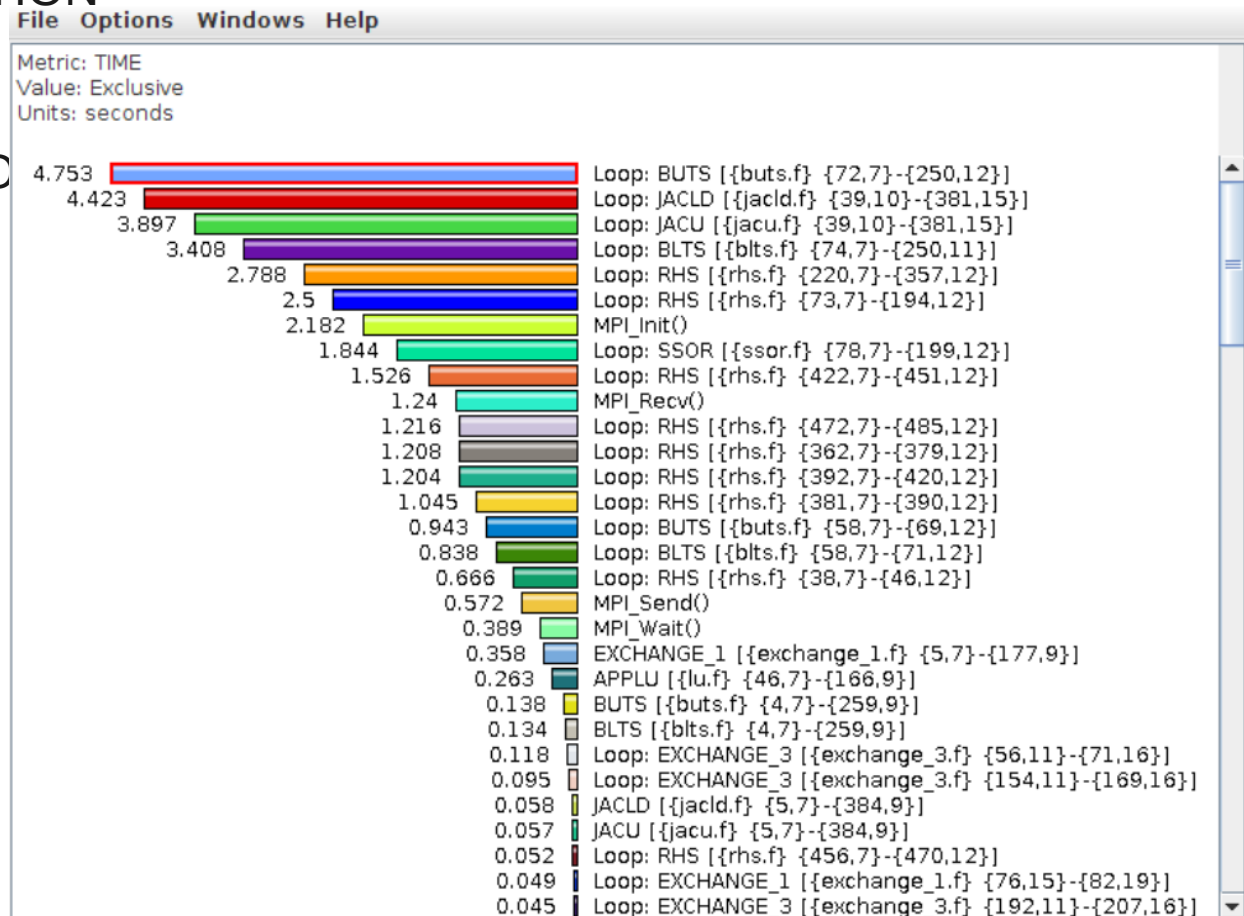 File Options Windows Help
Metric: TIME
Value: Exclusive
Units: seconds
4.753 Loop: BUTS [{buts.f} {72,7}-{250,12}]
4.423 Loop: JACLD [{jacld.f} {39,10}-{381,15}]
3.897 Loop: JACU [{jacu.f} {39,10}-{381,15}]
3.408 Loop: BLTS [{blts.f} {74,7}-{250,11}]
2.788 Loop: RHS [{rhs.f} {220,7}-{357,12}]
2.5 Loop: RHS [{rhs.f} {73,7}-{194,12}]
2.182 MPI_Init()
1.844 Loop: SSOR [{ssor.f} {78,7}-{199,12}]
1.526 Loop: RHS [{rhs.f} {422,7}-{451,12}]
1.24 MPI_Recv()
1.216 Loop: RHS [{rhs.f} {472,7}-{485,12}]
1.208 Loop: RHS [{rhs.f} {362,7}-{379,12}]
1.204 Loop: RHS [{rhs.f} {392,7}-{420,12}]
1.045 Loop: RHS [{rhs.f} {381,7}-{390,12}]
0.943 Loop: BUTS [{buts.f} {58,7}-{69,12}]
0.838 Loop: BLTS [{blts.f} {58,7}-{71,12}]
0.666 Loop: RHS [{rhs.f} {38,7}-{46,12}]
0.572 MPI_Send()
0.389 MPI_Wait()
0.358 EXCHANGE_1 [{exchange_1.f} {5,7}-{177,9}]
0.263 APPLU [{lu.f} {46,7}-{166,9}]
0.138 BUTS [{buts.f} {4,7}-{259,9}]
0.134 BLTS [{blts.f} {4,7}-{259,9}]
0.118 Loop: EXCHANGE_3 [{exchange_3.f} {56,11}-{71,16}]
0.095 Loop: EXCHANGE_3 [{exchange_3.f} {154,11}-{169,16}]
0.058 JACLD [{jacld.f} {5,7}-{384,9}]
0.057 JACU [{jacu.f} {5,7}-{384,9}]
0.052 Loop: RHS [{rhs.f} {456,7}-{470,12}]
0.049 Loop: EXCHANGE_1 [{exchange_1.f} {76,15}-{82,19}]
0.045 Loop: EXCHANGE_3 [{exchange_3.f} {192,11}-{207,16}]